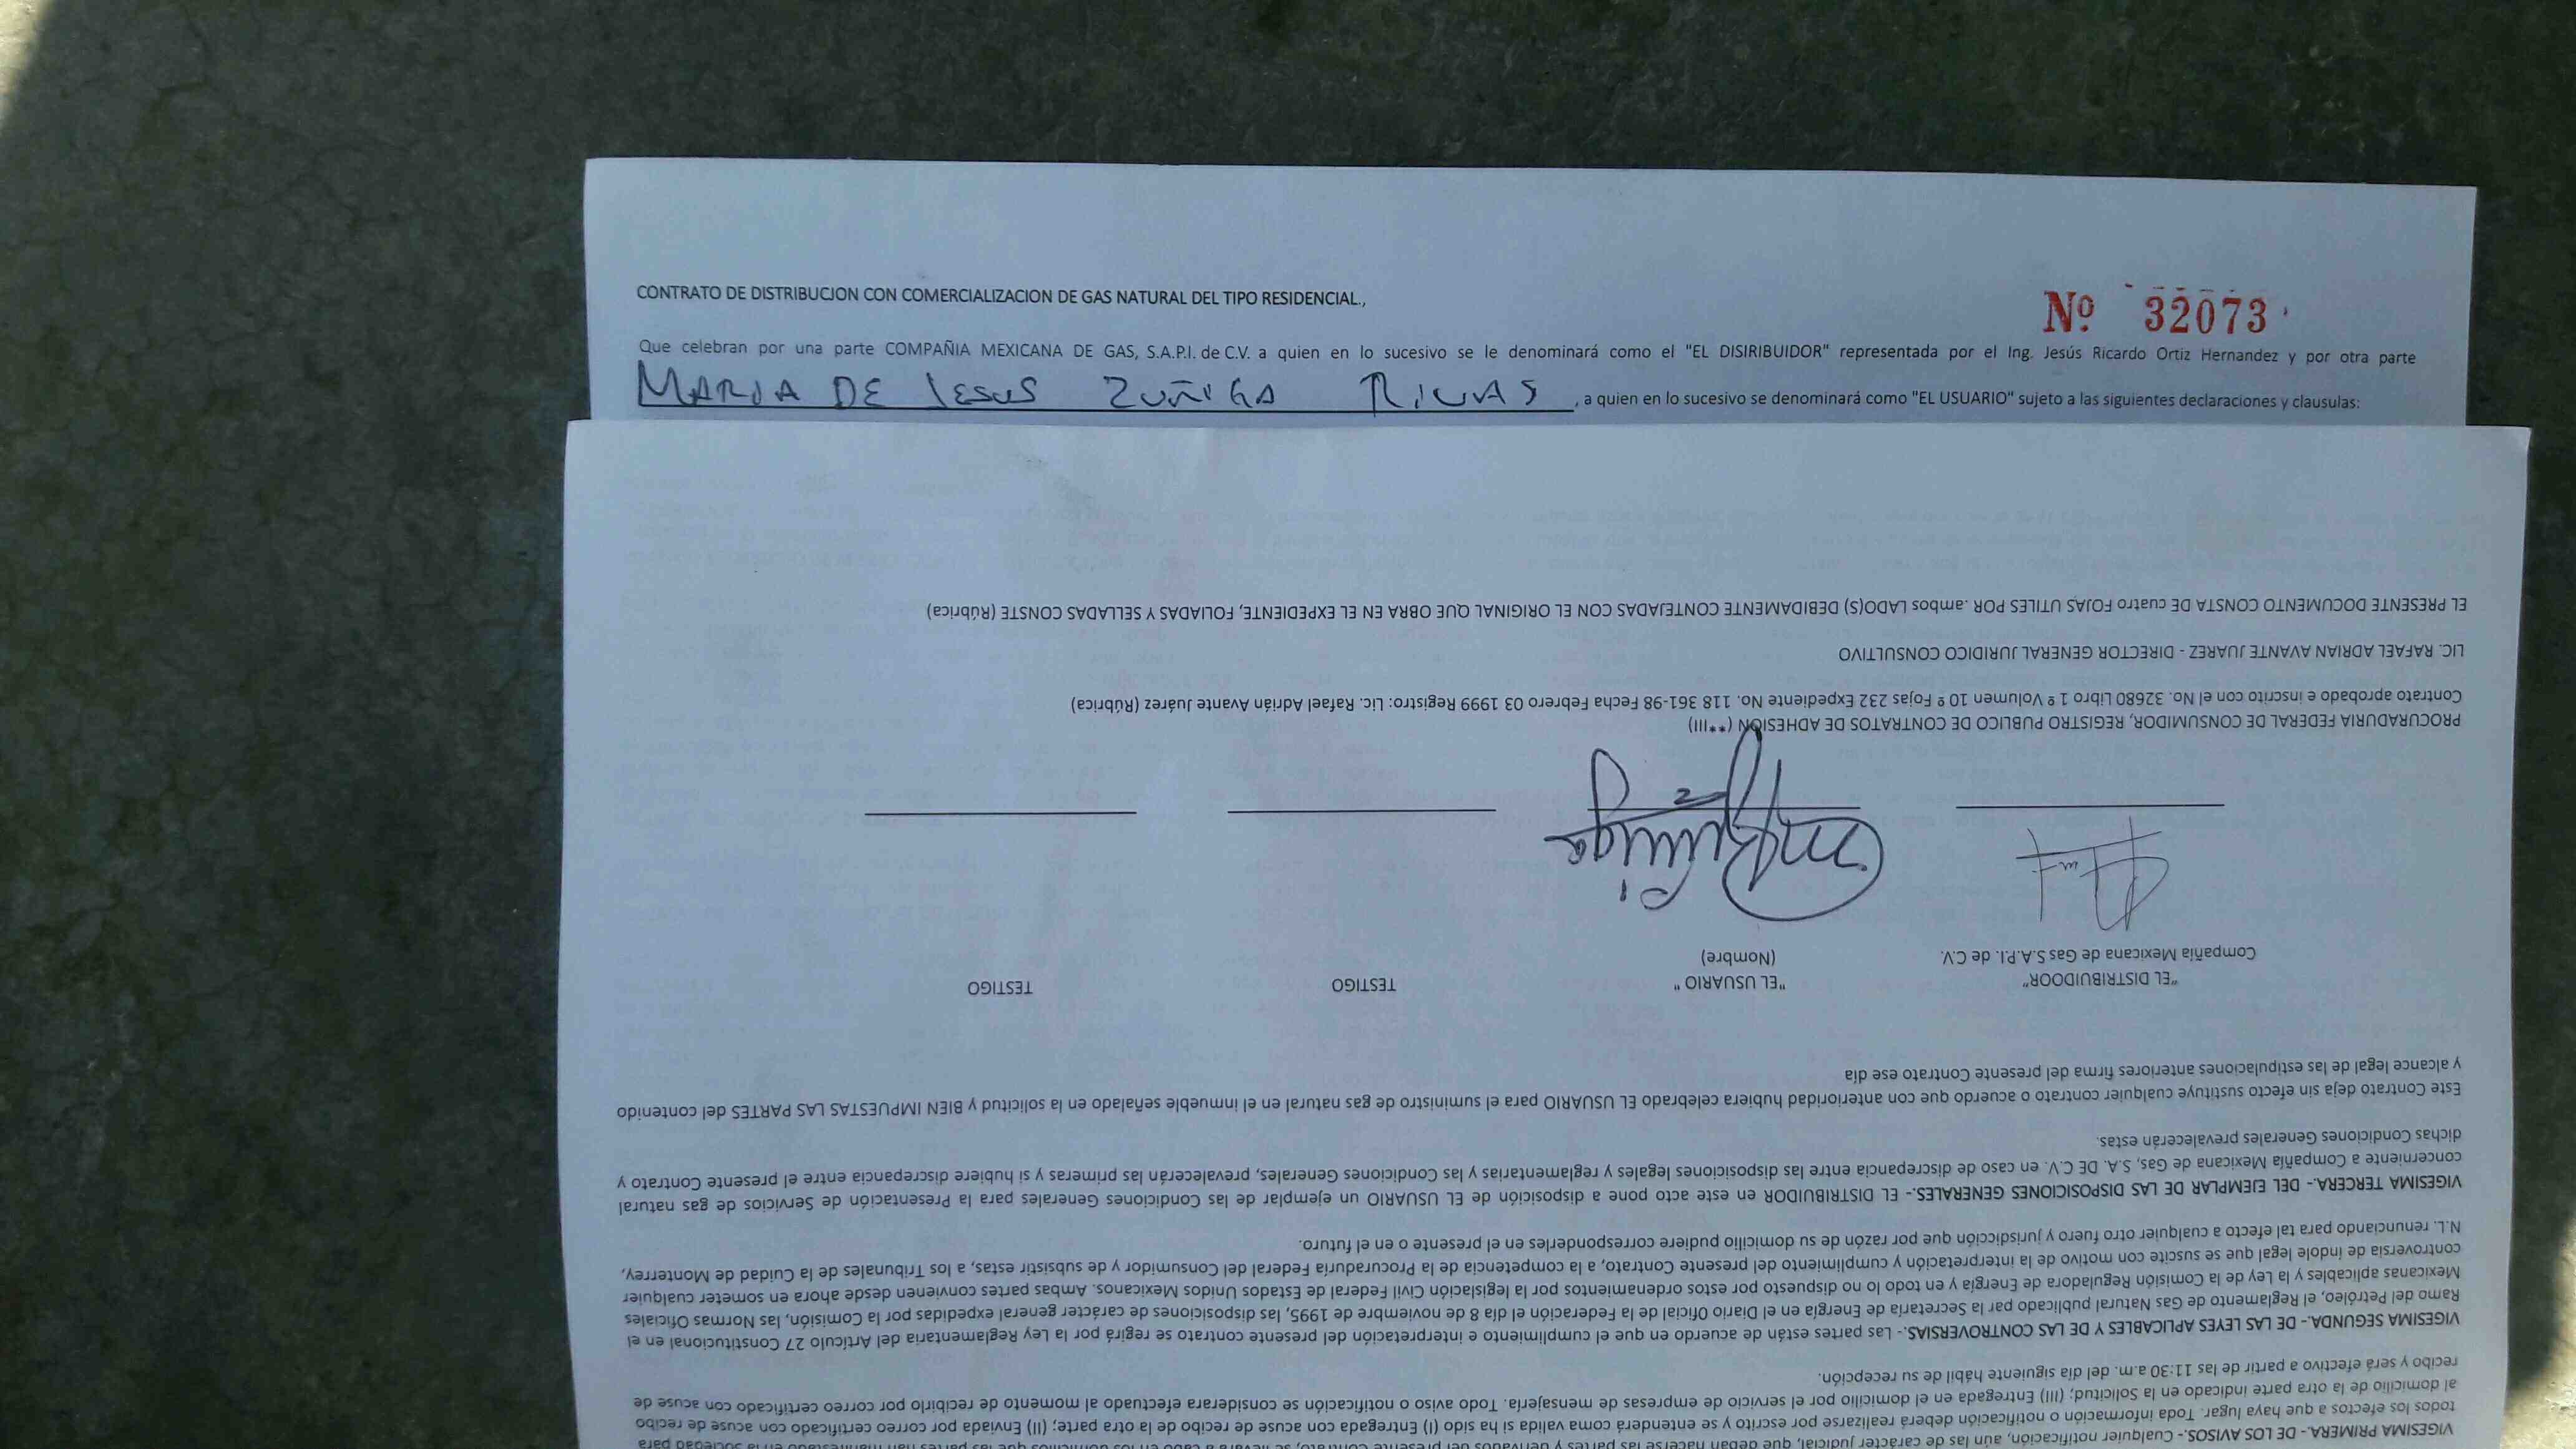 CONTRATO DE DISTRIBUCJON CON COMERCIALIZACION DE GAS NATURAL DEL TIPO RESIDENCIAL.,
Nº 32073
Que celebran por una parte COMPAÑIA MEXICANA DE GAS, S.A.P.I. de C.V. a quien en lo sucesivo se le denominará como el "EL DISIRIBUIDOR" representada por el Ing. Jesús Ricardo Ortiz Hernandez y por otra parte
MARIA DE JESUS ZUÑIGA RIVAS, a quien en lo sucesivo se denominará como "EL USUARIO" sujeto a las siguientes declaraciones y clausulas:
VIGESIMA PRIMERA.- DE LOS AVISOS.- Cualquier notificación, aún las de carácter judicial, que deban hacerse las partes y derivados del presente Contrato, se llevará a cabo en los domicilios que las partes han manifestado en la sociedad para
todos los efectos a que haya lugar. Toda información o notificación deberá realizarse por escrito y se entenderá coma valida si ha sido (I) Entregada con acuse de recibo de la otra parte; (II) Enviada por correo certificado con acuse de recibo
al domicilio de la otra parte indicado en la Solicitud; (III) Entregada en el domicilio por el servicio de empresas de mensajería. Todo aviso o notificación se considerara efectuado al momento de recibirlo por correo certificado con acuse de
recibo y será efectivo a partir de las 11:30 a.m. del día siguiente hábil de su recepción.
VIGESIMA SEGUNDA.- DE LAS LEYES APLICABLES Y DE LAS CONTROVERSIAS.- Las partes están de acuerdo en que el cumplimiento e interpretación del presente contrato se regirá por la Ley Reglamentaria del Artículo 27 Constitucional en el
Ramo del Petróleo, el Reglamento de Gas Natural publicado par la Secretaría de Energía en el Diario Oficial de la Federación el día 8 de noviembre de 1995, las disposiciones de carácter general expedidas por la Comisión, las Normas Oficiales
Mexicanas aplicables y la Ley de la Comisión Reguladora de Energía y en todo lo no dispuesto por estos ordenamientos por la legislación Civil Federal de Estados Unidos Mexicanos. Ambas partes convienen desde ahora en someter cualquier
controversia de índole legal que se suscite con motivo de la interpretación y cumplimiento del presente Contrato, a la competencia de la Procuraduría Federal del Consumidor y de subsistir estas, a los Tribunales de la Cuidad de Monterrey,
N.L. renunciando para tal efecto a cualquier otro fuero y jurisdicción que por razón de su domicilio pudiere corresponderles en el presente o en el futuro.
VIGESIMA TERCERA.- DEL EJEMPLAR DE LAS DISPOSICIONES GENERALES.- EL DISTRIBUIDOR en este acto pone a disposición de EL USUARIO un ejemplar de las Condiciones Generales para la Presentación de Servicios de gas natural
concerniente a Compañía Mexicana de Gas, S.A. DE C.V. en caso de discrepancia entre las disposiciones legales y reglamentarias y las Condiciones Generales, prevalecerán las primeras y si hubiere discrepancia entre el presente Contrato y
dichas Condiciones Generales prevalecerán estas.
Este Contrato deja sin efecto sustituye cualquier contrato o acuerdo que con anterioridad hubiera celebrado EL USUARIO para el suministro de gas natural en el inmueble señalado en la solicitud y BIEN IMPUESTAS LAS PARTES del contenido
y alcance legal de las estipulaciones anteriores firma del presente Contrato ese día
"EL DISTRIBUIDOOR" "EL USUARIO " TESTIGO TESTIGO
Compañía Mexicana de Gas S.A.P.I. de C.V. (Nombre)
PROCURADURIA FEDERAL DE CONSUMIDOR, REGISTRO PUBLICO DE CONTRATOS DE ADHESION (**III)
Contrato aprobado e inscrito con el No. 32680 Libro 1 º Volumen 10 º Fojas 232 Expediente No. 118 361-98 Fecha Febrero 03 1999 Registro: Lic. Rafael Adrián Avante Juárez (Rúbrica)
LIC. RAFAEL ADRIAN AVANTE JUAREZ - DIRECTOR GENERAL JURIDICO CONSULTIVO
EL PRESENTE DOCUMENTO CONSTA DE cuatro FOJAS UTILES POR .ambos LADO(S) DEBIDAMENTE CONTEJADAS CON EL ORIGINAL QUE OBRA EN EL EXPEDIENTE, FOLIADAS Y SELLADAS CONSTE (Rúbrica)